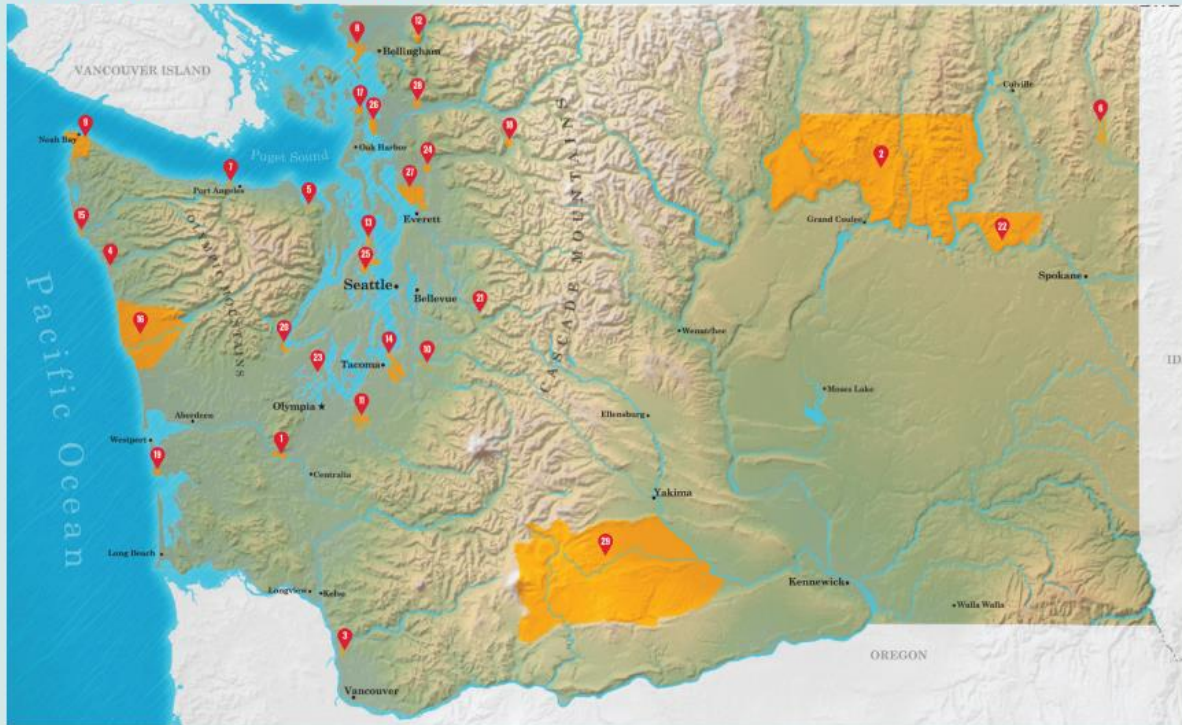 12
8
Bellingham
VANCOUVER ISLAND
28
Colville
17
26
6
9
18
Neah Bay
Oak Harbor
Puget Sound
24
2
7
27
Port Angeles
5
15
Everett
Grand Coulee
13
22
4
25
Spokane
Seattle
Bellevue
21
OLYMPIC MOUNTAINS
CASCADE MOUNTAINS
Pacific Ocean
16
20
Wenatchee
14
10
23
Tacoma
ID
Moses Lake
11
Olympia ★
Aberdeen
Ellensburg
Westport
1
19
Centralia
Yakima
29
Long Beach
Longview
Kelso
Kennewick
Walla Walla
3
OREGON
Vancouver